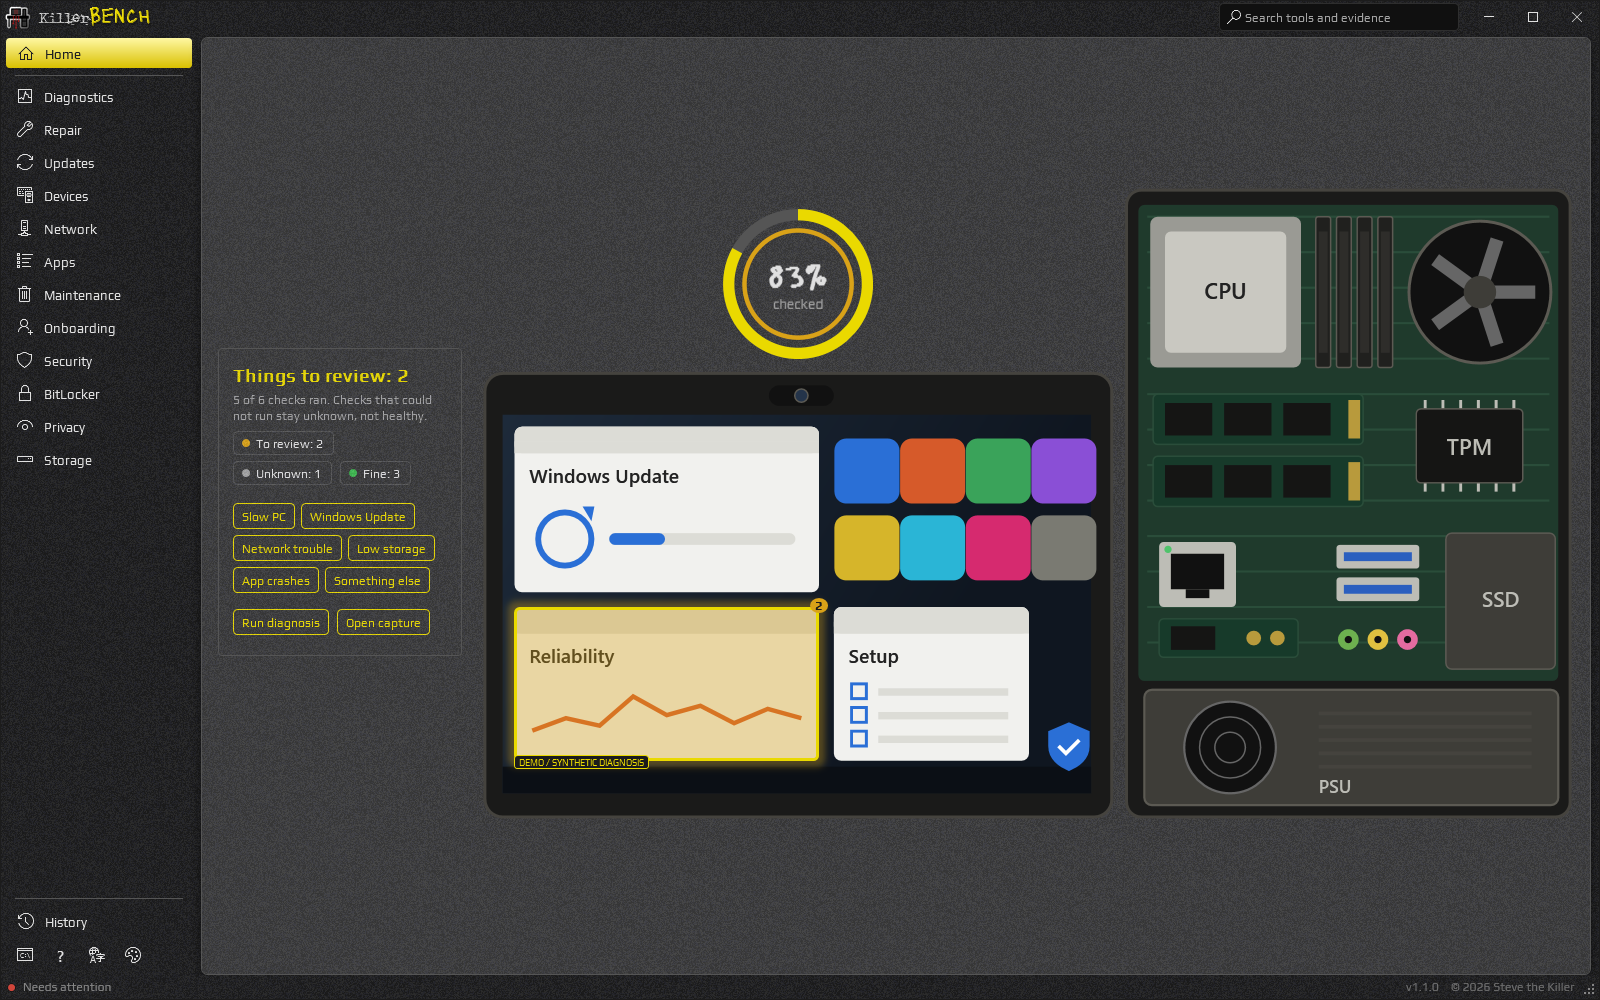 KillerBENCH
Search tools and evidence
Home
Diagnostics
Repair
Updates
Devices
Network
Apps
Maintenance
Onboarding
Security
BitLocker
Privacy
Storage
History
C:\
?
Needs attention
83%
checked
Things to review: 2
5 of 6 checks ran. Checks that could
not run stay unknown, not healthy.
To review: 2
Unknown: 1
Fine: 3
Slow PC
Windows Update
Network trouble
Low storage
App crashes
Something else
Run diagnosis
Open capture
Windows Update
2
Reliability
DEMO / SYNTHETIC DIAGNOSIS
Setup
CPU
TPM
SSD
PSU
v1.1.0
© 2026 Steve the Killer